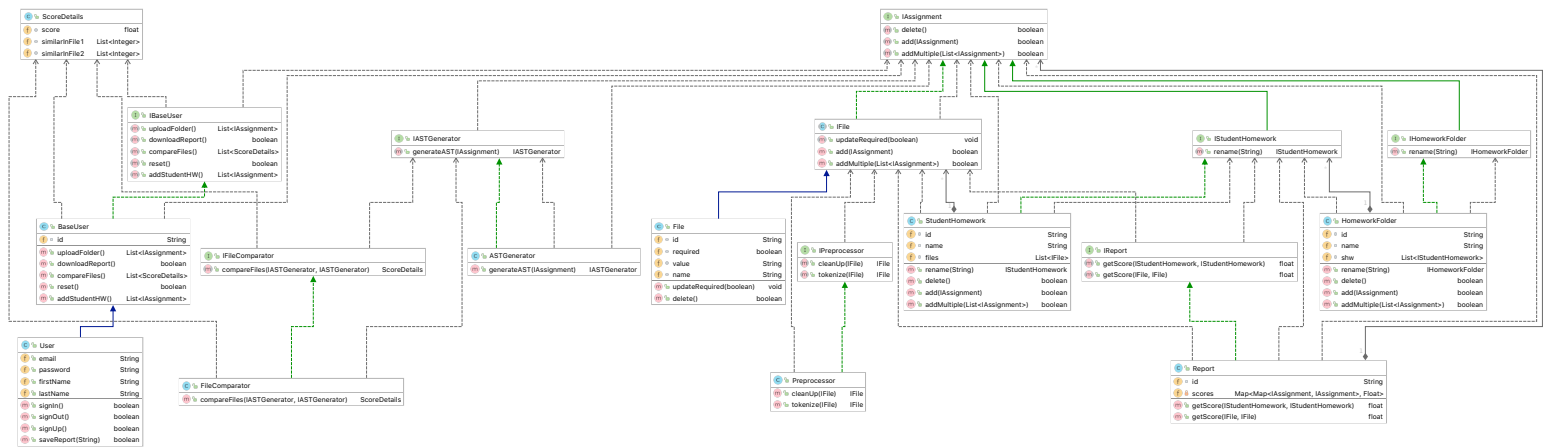 ScoreDetails
score float
similarInFile1 List<Integer>
similarInFile2 List<Integer>
IAssignment
delete() boolean
add(IAssignment) boolean
addMultiple(List<IAssignment>) boolean
IBaseUser
uploadFolder() List<IAssignment>
downloadReport() boolean
compareFiles() List<ScoreDetails>
reset() boolean
addStudentHW() List<IAssignment>
IASTGenerator
generateAST(IAssignment) IASTGenerator
IFile
updateRequired(boolean) void
add(IAssignment) boolean
addMultiple(List<IAssignment>) boolean
IStudentHomework
rename(String) IStudentHomework
IHomeworkFolder
rename(String) IHomeworkFolder
BaseUser
id String
uploadFolder() List<IAssignment>
downloadReport() boolean
compareFiles() List<ScoreDetails>
reset() boolean
addStudentHW() List<IAssignment>
IFileComparator
compareFiles(IASTGenerator, IASTGenerator) ScoreDetails
ASTGenerator
generateAST(IAssignment) IASTGenerator
File
id String
required boolean
value String
name String
updateRequired(boolean) void
delete() boolean
IPreprocessor
cleanUp(IFile) IFile
tokenize(IFile) IFile
StudentHomework
id String
name String
files List<IFile>
rename(String) IStudentHomework
delete() boolean
add(IAssignment) boolean
addMultiple(List<IAssignment>) boolean
IReport
getScore(IStudentHomework, IStudentHomework) float
getScore(IFile, IFile) float
HomeworkFolder
id String
name String
shw List<IStudentHomework>
rename(String) IHomeworkFolder
delete() boolean
add(IAssignment) boolean
addMultiple(List<IAssignment>) boolean
User
email String
password String
firstName String
lastName String
signIn() boolean
signOut() boolean
signUp() boolean
saveReport(String) boolean
FileComparator
compareFiles(IASTGenerator, IASTGenerator) ScoreDetails
Preprocessor
cleanUp(IFile) IFile
tokenize(IFile) IFile
Report
id String
scores Map<Map<IAssignment, IAssignment>, Float>
getScore(IStudentHomework, IStudentHomework) float
getScore(IFile, IFile) float